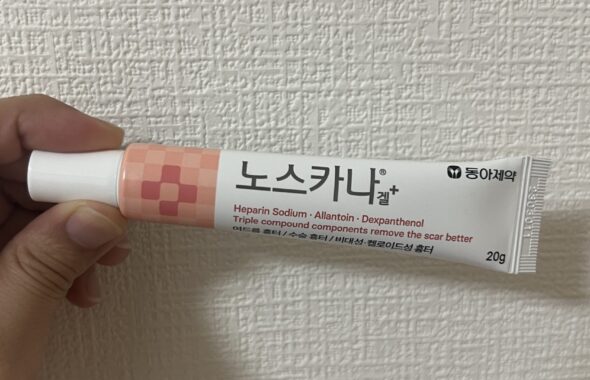 노스카나®겔+
동아제약
Heparin Sodium · Allantoin · Dexpanthenol
Triple compound components remove the scar better
여드름 흉터 / 수술 흉터 / 비대성·켈로이드성 흉터
20g